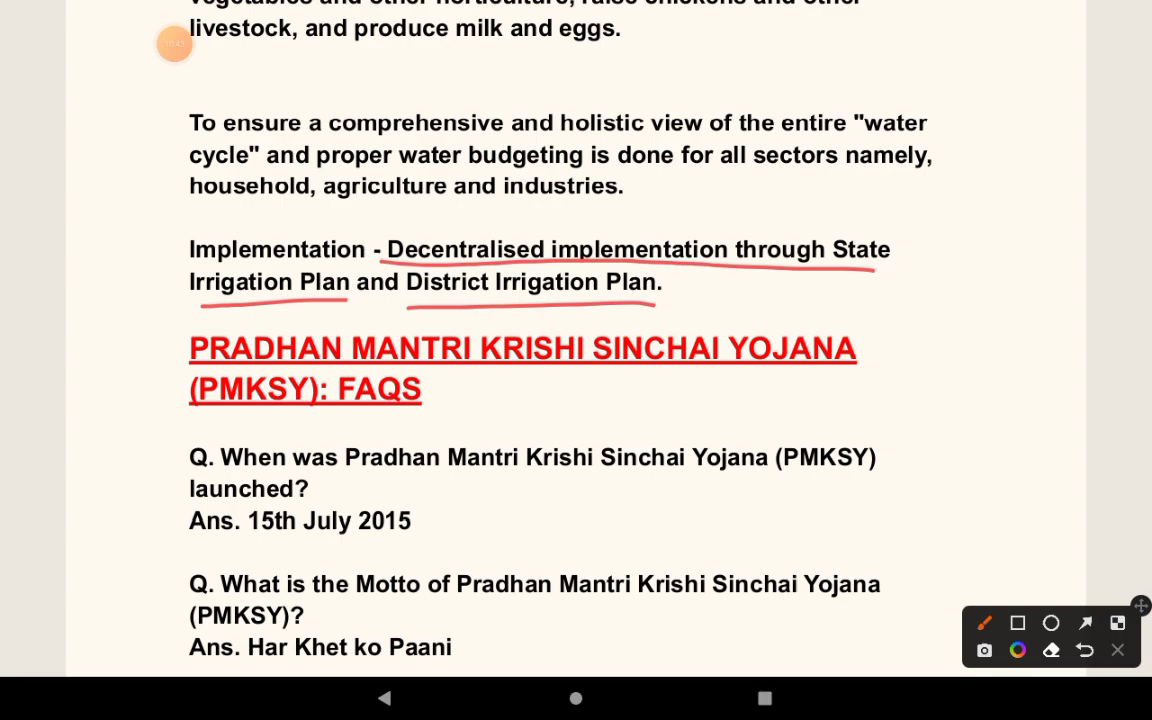 livestock, and produce milk and eggs.
To ensure a comprehensive and holistic view of the entire "water
cycle" and proper water budgeting is done for all sectors namely,
household, agriculture and industries.
Implementation - Decentralised implementation through State
Irrigation Plan and District Irrigation Plan.
PRADHAN MANTRI KRISHI SINCHAI YOJANA
(PMKSY): FAQS
Q. When was Pradhan Mantri Krishi Sinchai Yojana (PMKSY)
launched?
Ans. 15th July 2015
Q. What is the Motto of Pradhan Mantri Krishi Sinchai Yojana
(PMKSY)?
Ans. Har Khet ko Paani